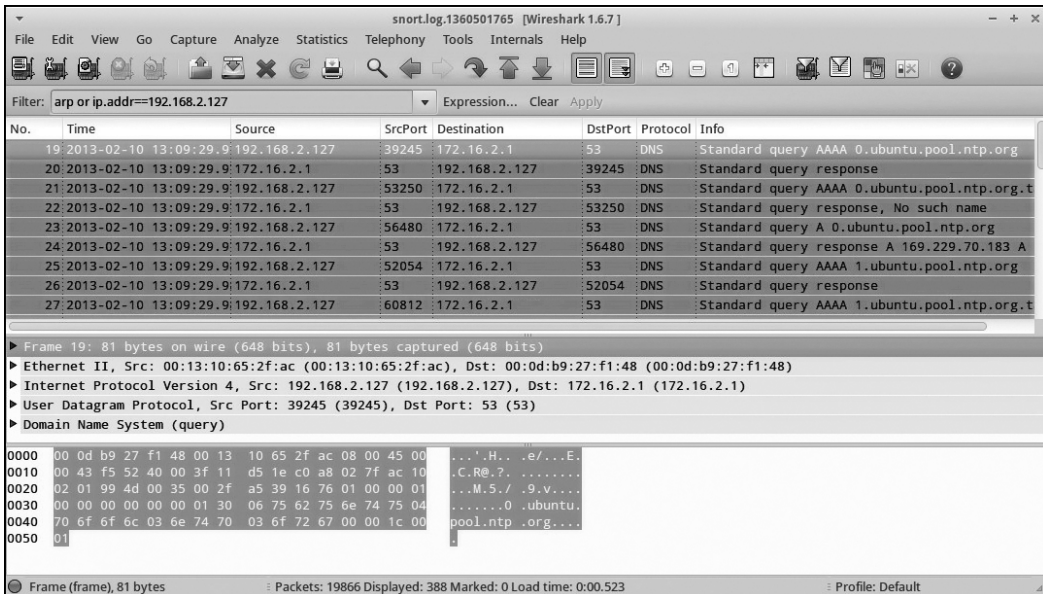 snort.log.1360501765 [Wireshark 1.6.7 ]
File Edit View Go Capture Analyze Statistics Telephony Tools Internals Help
Filter: arp or ip.addr==192.168.2.127 Expression... Clear Apply
No. Time Source SrcPort Destination DstPort Protocol Info
19 2013-02-10 13:09:29.9 192.168.2.127 39245 172.16.2.1 53 DNS Standard query AAAA 0.ubuntu.pool.ntp.org
20 2013-02-10 13:09:29.9 172.16.2.1 53 192.168.2.127 39245 DNS Standard query response
21 2013-02-10 13:09:29.9 192.168.2.127 53250 172.16.2.1 53 DNS Standard query AAAA 0.ubuntu.pool.ntp.org.t
22 2013-02-10 13:09:29.9 172.16.2.1 53 192.168.2.127 53250 DNS Standard query response, No such name
23 2013-02-10 13:09:29.9 192.168.2.127 56480 172.16.2.1 53 DNS Standard query A 0.ubuntu.pool.ntp.org
24 2013-02-10 13:09:29.9 172.16.2.1 53 192.168.2.127 56480 DNS Standard query response A 169.229.70.183 A
25 2013-02-10 13:09:29.9 192.168.2.127 52054 172.16.2.1 53 DNS Standard query AAAA 1.ubuntu.pool.ntp.org
26 2013-02-10 13:09:29.9 172.16.2.1 53 192.168.2.127 52054 DNS Standard query response
27 2013-02-10 13:09:29.9 192.168.2.127 60812 172.16.2.1 53 DNS Standard query AAAA 1.ubuntu.pool.ntp.org.t
Frame 19: 81 bytes on wire (648 bits), 81 bytes captured (648 bits)
Ethernet II, Src: 00:13:10:65:2f:ac (00:13:10:65:2f:ac), Dst: 00:0d:b9:27:f1:48 (00:0d:b9:27:f1:48)
Internet Protocol Version 4, Src: 192.168.2.127 (192.168.2.127), Dst: 172.16.2.1 (172.16.2.1)
User Datagram Protocol, Src Port: 39245 (39245), Dst Port: 53 (53)
Domain Name System (query)
0000 00 0d b9 27 f1 48 00 13 10 65 2f ac 08 00 45 00 ...'.H.. .e/...E.
0010 00 43 f5 52 40 00 3f 11 d5 1e c0 a8 02 7f ac 10 .C.R@.?. ........
0020 02 01 99 4d 00 35 00 2f a5 39 16 76 01 00 00 01 ...M.5./ .9.v....
0030 00 00 00 00 00 00 01 30 06 75 62 75 6e 74 75 04 .......0 .ubuntu.
0040 70 6f 6f 6c 03 6e 74 70 03 6f 72 67 00 00 1c 00 pool.ntp .org....
0050 01 .
Frame (frame), 81 bytes Packets: 19866 Displayed: 388 Marked: 0 Load time: 0:00.523 Profile: Default